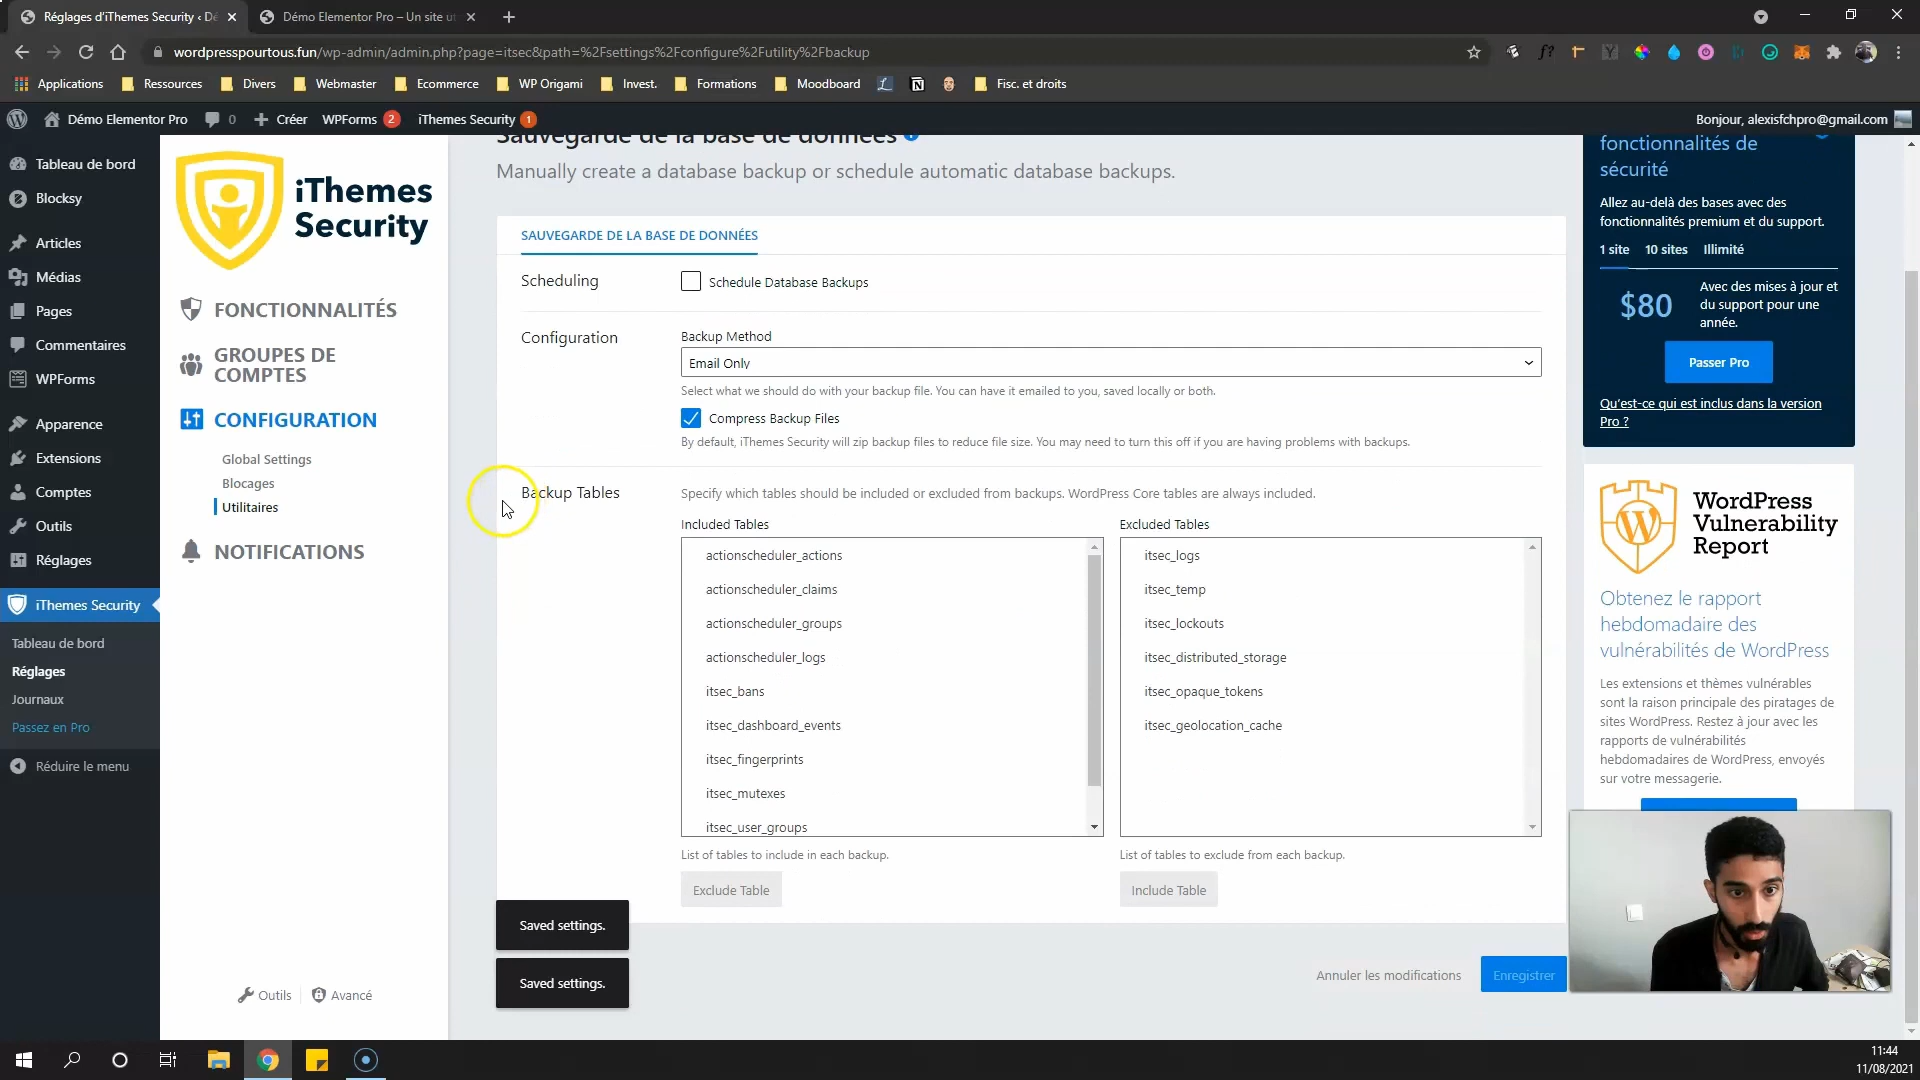 Réglages d'iThemes Security ‹ Dé
Démo Elementor Pro – Un site ut
wordpresspourtous.fun/wp-admin/admin.php?page=itsec&path=%2Fsettings%2Fconfigure%2Futility%2Fbackup
Applications
Ressources
Divers
Webmaster
Ecommerce
WP Origami
Invest.
Formations
Moodboard
Fisc. et droits
Démo Elementor Pro
0
Créer
WPForms 2
iThemes Security 1
Bonjour, alexisfchpro@gmail.com
Tableau de bord
Blocksy
Articles
Médias
Pages
Commentaires
WPForms
Apparence
Extensions
Comptes
Outils
Réglages
iThemes Security
Tableau de bord
Réglages
Journaux
Passez en Pro
Réduire le menu
iThemes
Security
FONCTIONNALITÉS
GROUPES DE
COMPTES
CONFIGURATION
Global Settings
Blocages
Utilitaires
NOTIFICATIONS
Outils
Avancé
Sauvegarde de la base de données
Manually create a database backup or schedule automatic database backups.
SAUVEGARDE DE LA BASE DE DONNÉES
Scheduling
Schedule Database Backups
Configuration
Backup Method
Email Only
Select what we should do with your backup file. You can have it emailed to you, saved locally or both.
Compress Backup Files
By default, iThemes Security will zip backup files to reduce file size. You may need to turn this off if you are having problems with backups.
Backup Tables
Specify which tables should be included or excluded from backups. WordPress Core tables are always included.
Included Tables
actionscheduler_actions
actionscheduler_claims
actionscheduler_groups
actionscheduler_logs
itsec_bans
itsec_dashboard_events
itsec_fingerprints
itsec_mutexes
itsec_user_groups
List of tables to include in each backup.
Exclude Table
Excluded Tables
itsec_logs
itsec_temp
itsec_lockouts
itsec_distributed_storage
itsec_opaque_tokens
itsec_geolocation_cache
List of tables to exclude from each backup.
Include Table
Saved settings.
Saved settings.
Annuler les modifications
Enregistrer
fonctionnalités de
sécurité
Allez au-delà des bases avec des
fonctionnalités premium et du support.
1 site
10 sites
Illimité
$80
Avec des mises à jour et
du support pour une
année.
Passer Pro
Qu'est-ce qui est inclus dans la version
Pro ?
WordPress
Vulnerability
Report
Obtenez le rapport
hebdomadaire des
vulnérabilités de WordPress
Les extensions et thèmes vulnérables
sont la raison principale des piratages de
sites WordPress. Restez à jour avec les
rapports de vulnérabilités
hebdomadaires de WordPress, envoyés
sur votre messagerie.
11:44
11/08/2021